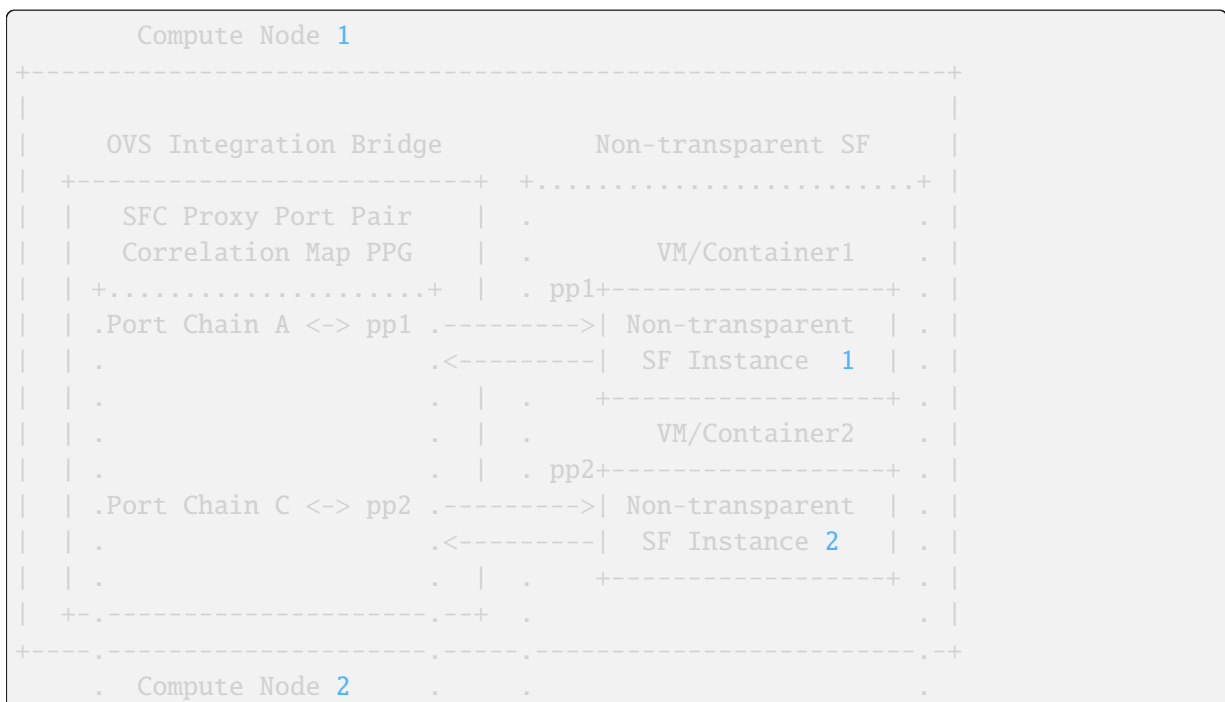 Compute Node 1
+-------------------------------------------------------------+
|                                                             |
|     OVS Integration Bridge          Non-transparent SF      |
|  +--------------------------+  +.........................+ |
|  |   SFC Proxy Port Pair    |  .                         . |
|  |   Correlation Map PPG    |  .        VM/Container1    . |
|  | +.....................+  |  . pp1+------------------+ . |
|  | .Port Chain A <-> pp1 .--------->| Non-transparent  | . |
|  | .                     .<---------|  SF Instance  1  | . |
|  | .                     .  |  .    +------------------+ . |
|  | .                     .  |  .        VM/Container2    . |
|  | .                     .  |  . pp2+------------------+ . |
|  | .Port Chain C <-> pp2 .--------->| Non-transparent  | . |
|  | .                     .<---------|  SF Instance 2   | . |
|  | .                     .  |  .    +------------------+ . |
|  +-.---------------------.--+  .                         . |
+----.---------------------.-----.-------------------------.-+
     .  Compute Node 2     .     .                         .